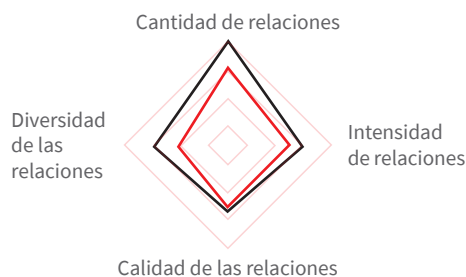 Cantidad de relaciones
Diversidad
de las
relaciones
Intensidad
de relaciones
Calidad de las relaciones